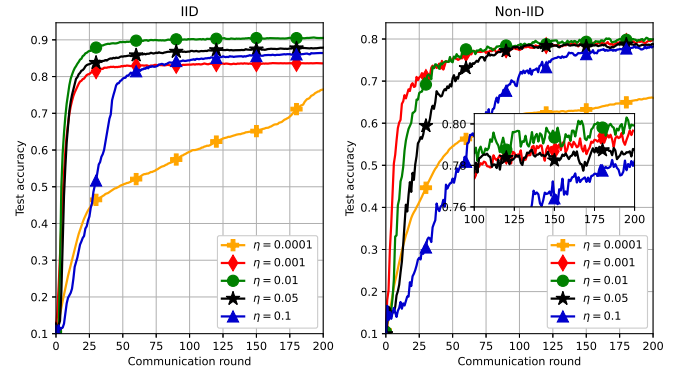 IID
Test accuracy
0.9
0.8
0.7
0.6
0.5
0.4
0.3
0.2
0.1
0 25 50 75 100 125 150 175 200
Communication round
η = 0.0001
η = 0.001
η = 0.01
η = 0.05
η = 0.1
Non-IID
Test accuracy
0.8
0.7
0.6
0.5
0.4
0.3
0.2
0.1
0 25 50 75 100 125 150 175 200
Communication round
0.80
0.78
0.76
100 125 150 175 200
η = 0.0001
η = 0.001
η = 0.01
η = 0.05
η = 0.1